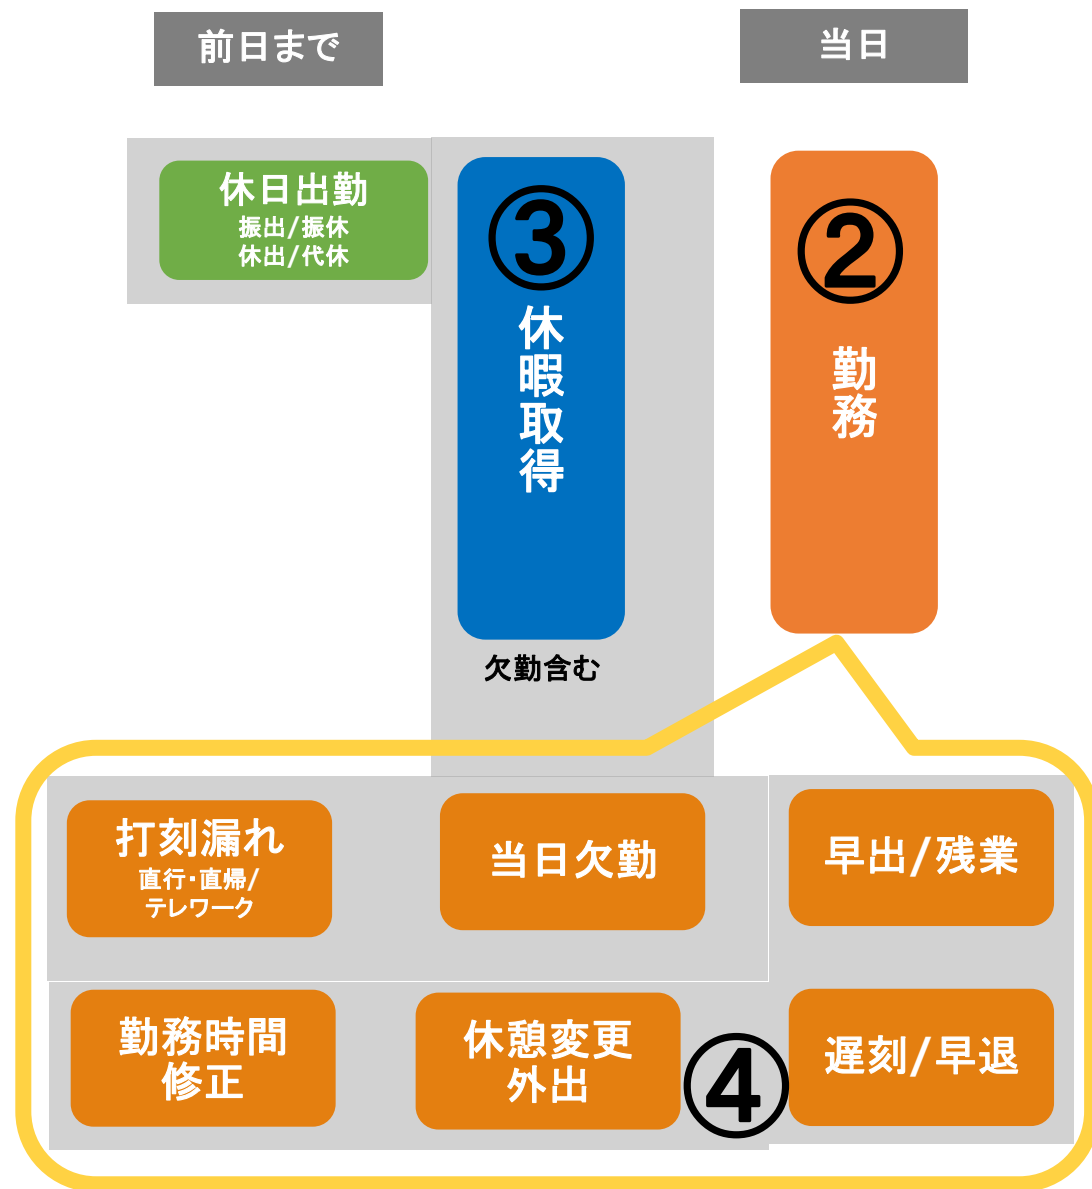 前日まで
当日
休日出勤
振出/振休
休出/代休
③
休暇取得
欠勤含む
②
勤務
打刻漏れ
直行・直帰/
テレワーク
当日欠勤
早出/残業
勤務時間
修正
休憩変更
外出
④
遅刻/早退